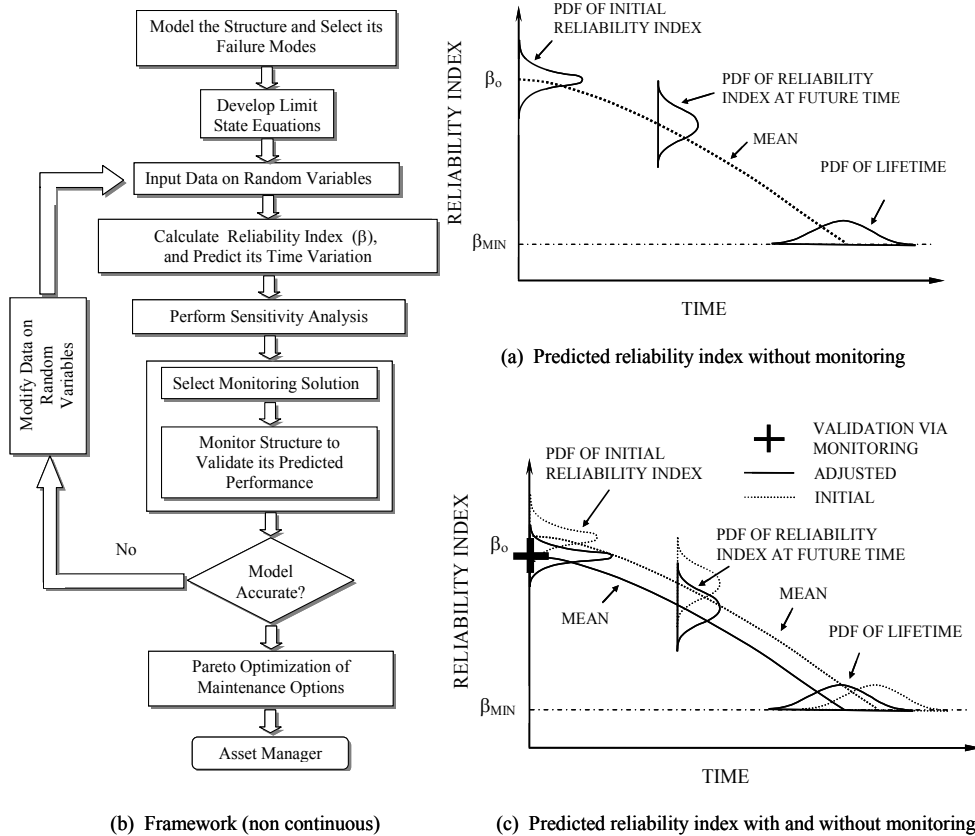 Model the Structure and Select its
Failure Modes
Develop Limit
State Equations
Input Data on Random Variables
Calculate Reliability Index (β),
and Predict its Time Variation
Perform Sensitivity Analysis
Select Monitoring Solution
Monitor Structure to
Validate its Predicted
Performance
Modify Data on
Random
Variables
No
Model
Accurate?
Pareto Optimization of
Maintenance Options
Asset Manager
(b) Framework (non continuous)
PDF OF INITIAL
RELIABILITY INDEX
RELIABILITY INDEX
βo
PDF OF RELIABILITY
INDEX AT FUTURE TIME
MEAN
PDF OF LIFETIME
βMIN
TIME
(a) Predicted reliability index without monitoring
VALIDATION VIA
MONITORING
ADJUSTED
INITIAL
PDF OF INITIAL
RELIABILITY INDEX
RELIABILITY INDEX
βo
PDF OF RELIABILITY
INDEX AT FUTURE TIME
MEAN
MEAN
PDF OF LIFETIME
βMIN
TIME
(c) Predicted reliability index with and without monitoring